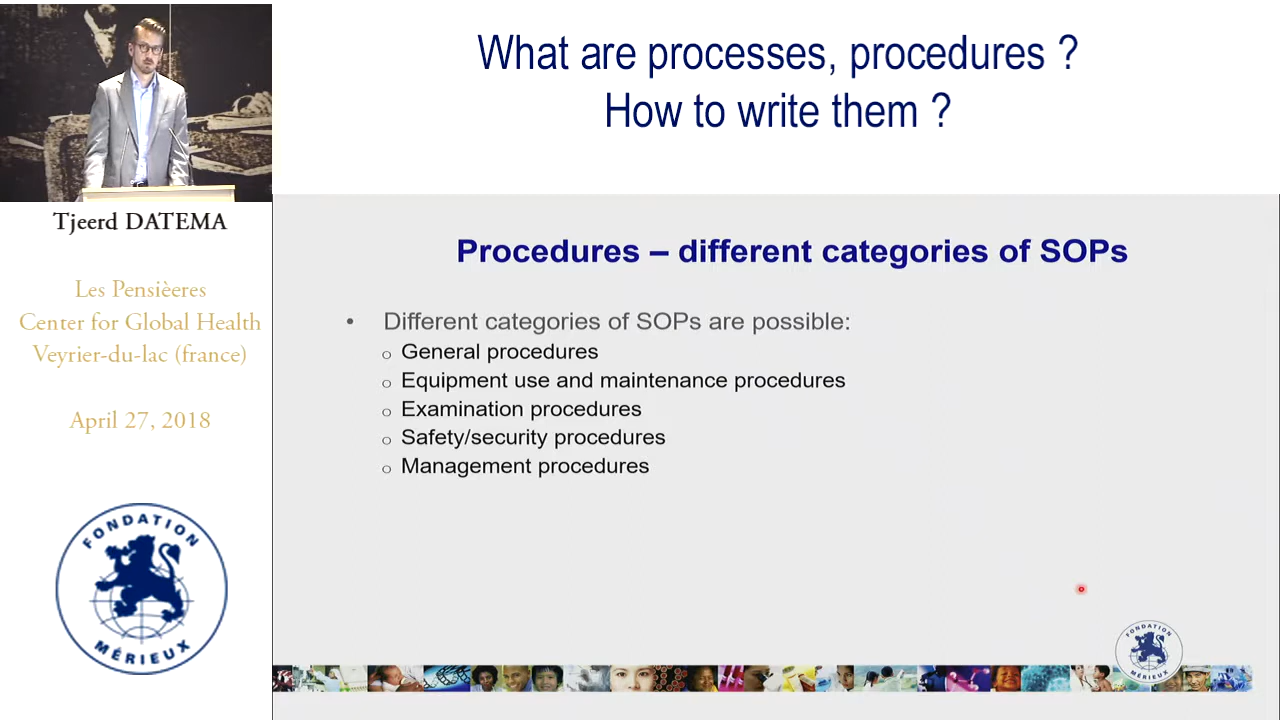 What are processes, procedures ?
How to write them ?
Tjeerd DATEMA
Les Pensièeres
Center for Global Health
Veyrier-du-lac (france)
April 27, 2018
FONDATION
MÉRIEUX
Procedures – different categories of SOPs
• Different categories of SOPs are possible:
o General procedures
o Equipment use and maintenance procedures
o Examination procedures
o Safety/security procedures
o Management procedures
FONDATION
MÉRIEUX